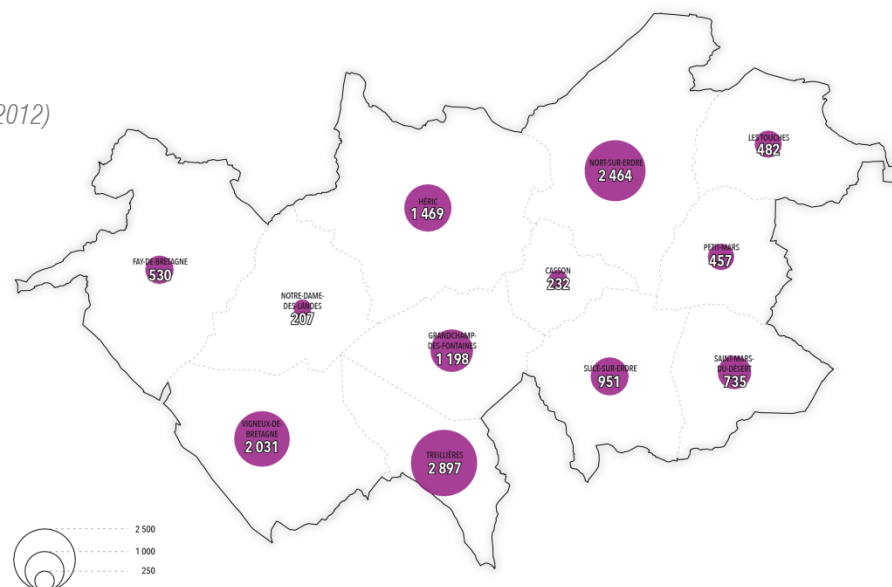 2012)
LES TOUCHES
482
NORT-SUR-ERDRE
2 464
HÉRIC
1 469
PETIT-MARS
457
FAY-DE-BRETAGNE
530
CASSON
232
NOTRE-DAME-
DES-LANDES
207
GRANDCHAMP-
DES-FONTAINES
1 198
SUCÉ-SUR-ERDRE
951
SAINT-MARS-
DU-DÉSERT
735
VIGNEUX-DE-
BRETAGNE
2 031
TREILLIÈRES
2 897
2 500
1 000
250